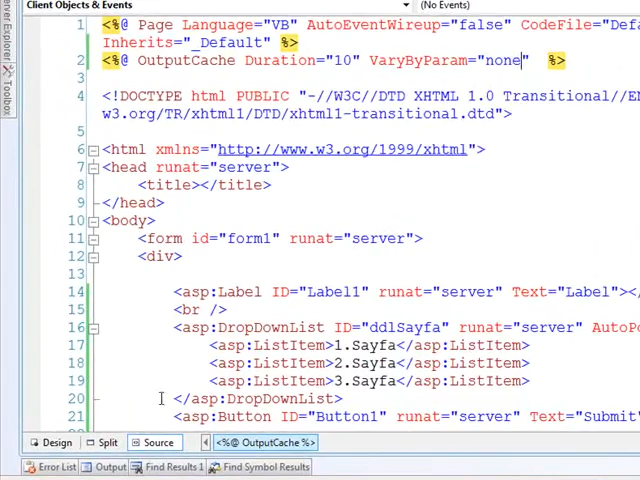 Client Objects & Events
(No Events)
Server Explorer
Toolbox
1 <%@ Page Language="VB" AutoEventWireup="false" CodeFile="Defa
Inherits="_Default" %>
2 <%@ OutputCache Duration="10" VaryByParam="none" %>
3
4 <!DOCTYPE html PUBLIC "-//W3C//DTD XHTML 1.0 Transitional//EN
w3.org/TR/xhtml1/DTD/xhtml1-transitional.dtd">
5
6 <html xmlns="http://www.w3.org/1999/xhtml">
7 <head runat="server">
8 <title></title>
9 </head>
10 <body>
11 <form id="form1" runat="server">
12 <div>
13
14 <asp:Label ID="Label1" runat="server" Text="Label"></
15 <br />
16 <asp:DropDownList ID="ddlSayfa" runat="server" AutoPo
17 <asp:ListItem>1.Sayfa</asp:ListItem>
18 <asp:ListItem>2.Sayfa</asp:ListItem>
19 <asp:ListItem>3.Sayfa</asp:ListItem>
20 </asp:DropDownList>
21 <asp:Button ID="Button1" runat="server" Text="Submit"
Design Split Source <%@ OutputCache %>
Error List Output Find Results 1 Find Symbol Results